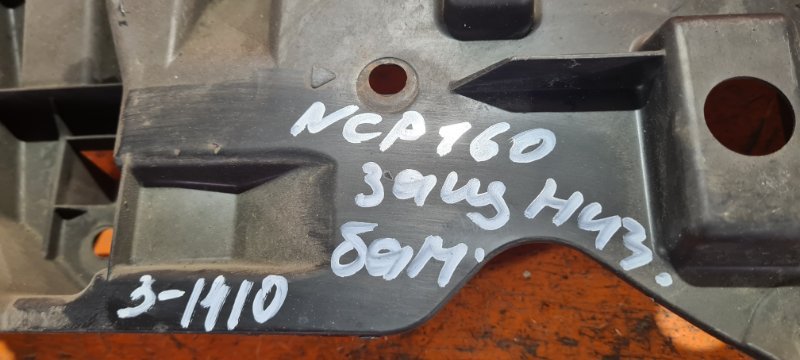 NCP160
защ низ.
бам.
3-1410